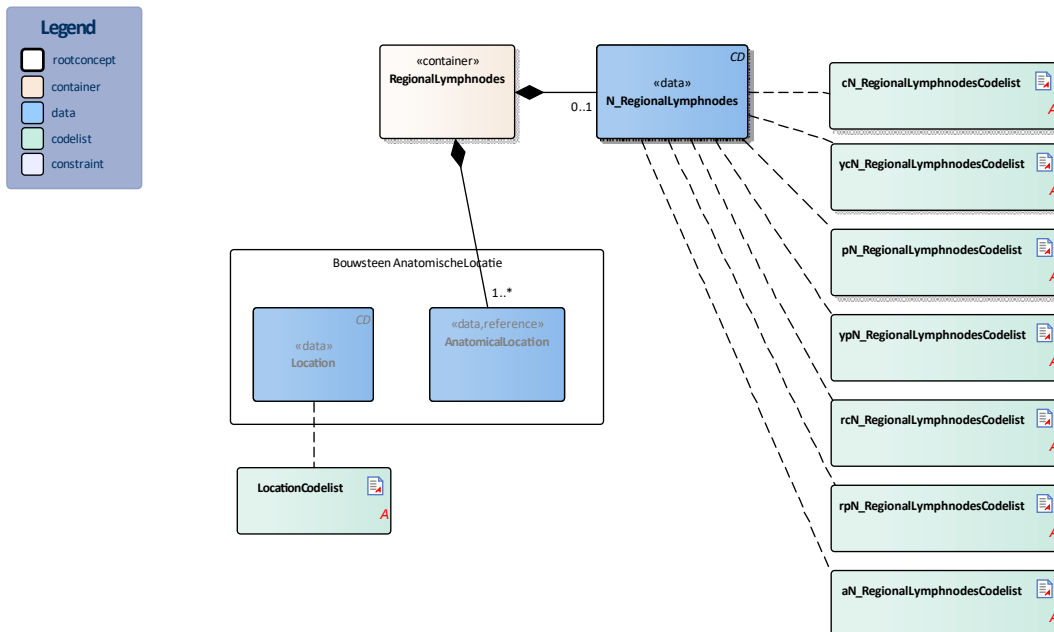 Legend
rootconcept
container
data
codelist
constraint
«container»
RegionalLymphnodes
0..1
CD
«data»
N_RegionalLymphnodes
cN_RegionalLymphnodesCodelist
A
ycN_RegionalLymphnodesCodelist
A
pN_RegionalLymphnodesCodelist
A
ypN_RegionalLymphnodesCodelist
A
rcN_RegionalLymphnodesCodelist
A
rpN_RegionalLymphnodesCodelist
A
aN_RegionalLymphnodesCodelist
A
Bouwsteen AnatomischeLocatie
1..*
CD
«data»
Location
«data,reference»
AnatomicalLocation
LocationCodelist
A